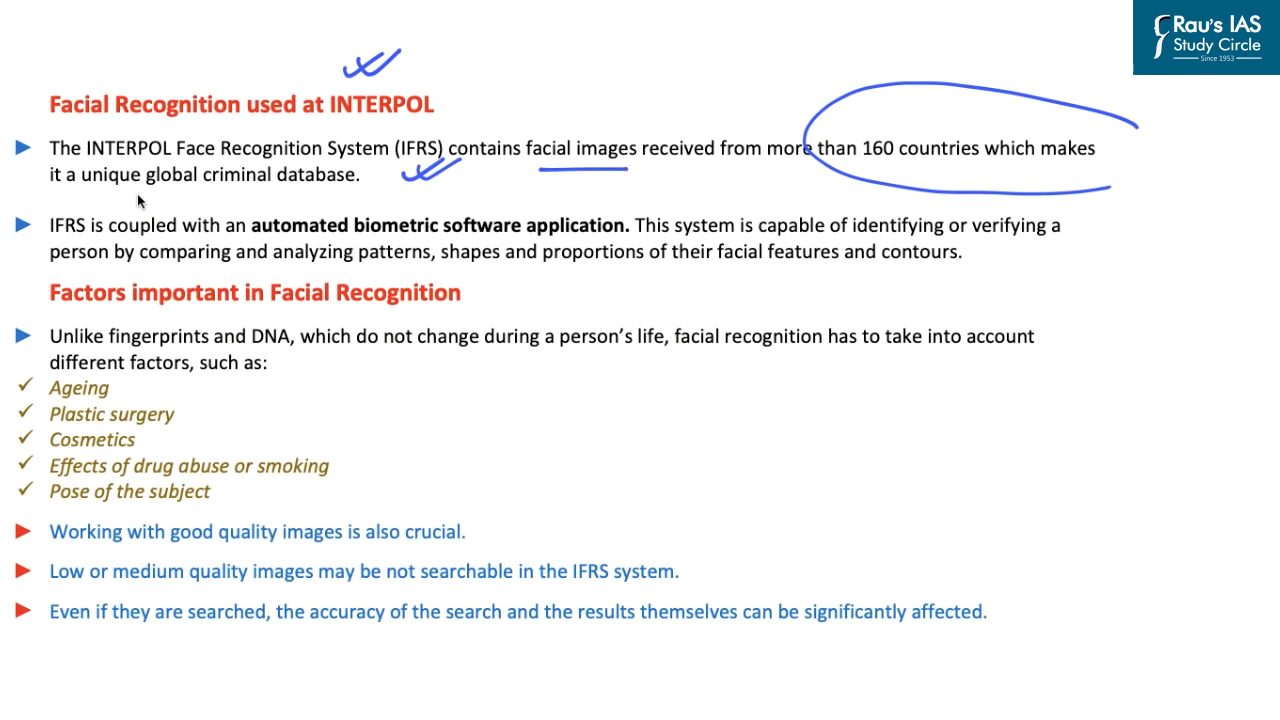 Rau's IAS
Study Circle
Since 1953
Facial Recognition used at INTERPOL
The INTERPOL Face Recognition System (IFRS) contains facial images received from more than 160 countries which makes
it a unique global criminal database.
IFRS is coupled with an automated biometric software application. This system is capable of identifying or verifying a
person by comparing and analyzing patterns, shapes and proportions of their facial features and contours.
Factors important in Facial Recognition
Unlike fingerprints and DNA, which do not change during a person's life, facial recognition has to take into account
different factors, such as:
Ageing
Plastic surgery
Cosmetics
Effects of drug abuse or smoking
Pose of the subject
Working with good quality images is also crucial.
Low or medium quality images may be not searchable in the IFRS system.
Even if they are searched, the accuracy of the search and the results themselves can be significantly affected.